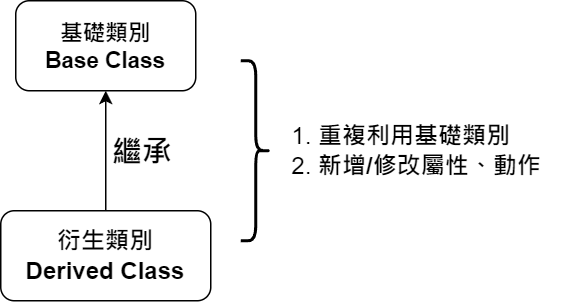 基礎類別
Base Class
繼承
1. 重複利用基礎類別
2. 新增/修改屬性、動作
衍生類別
Derived Class